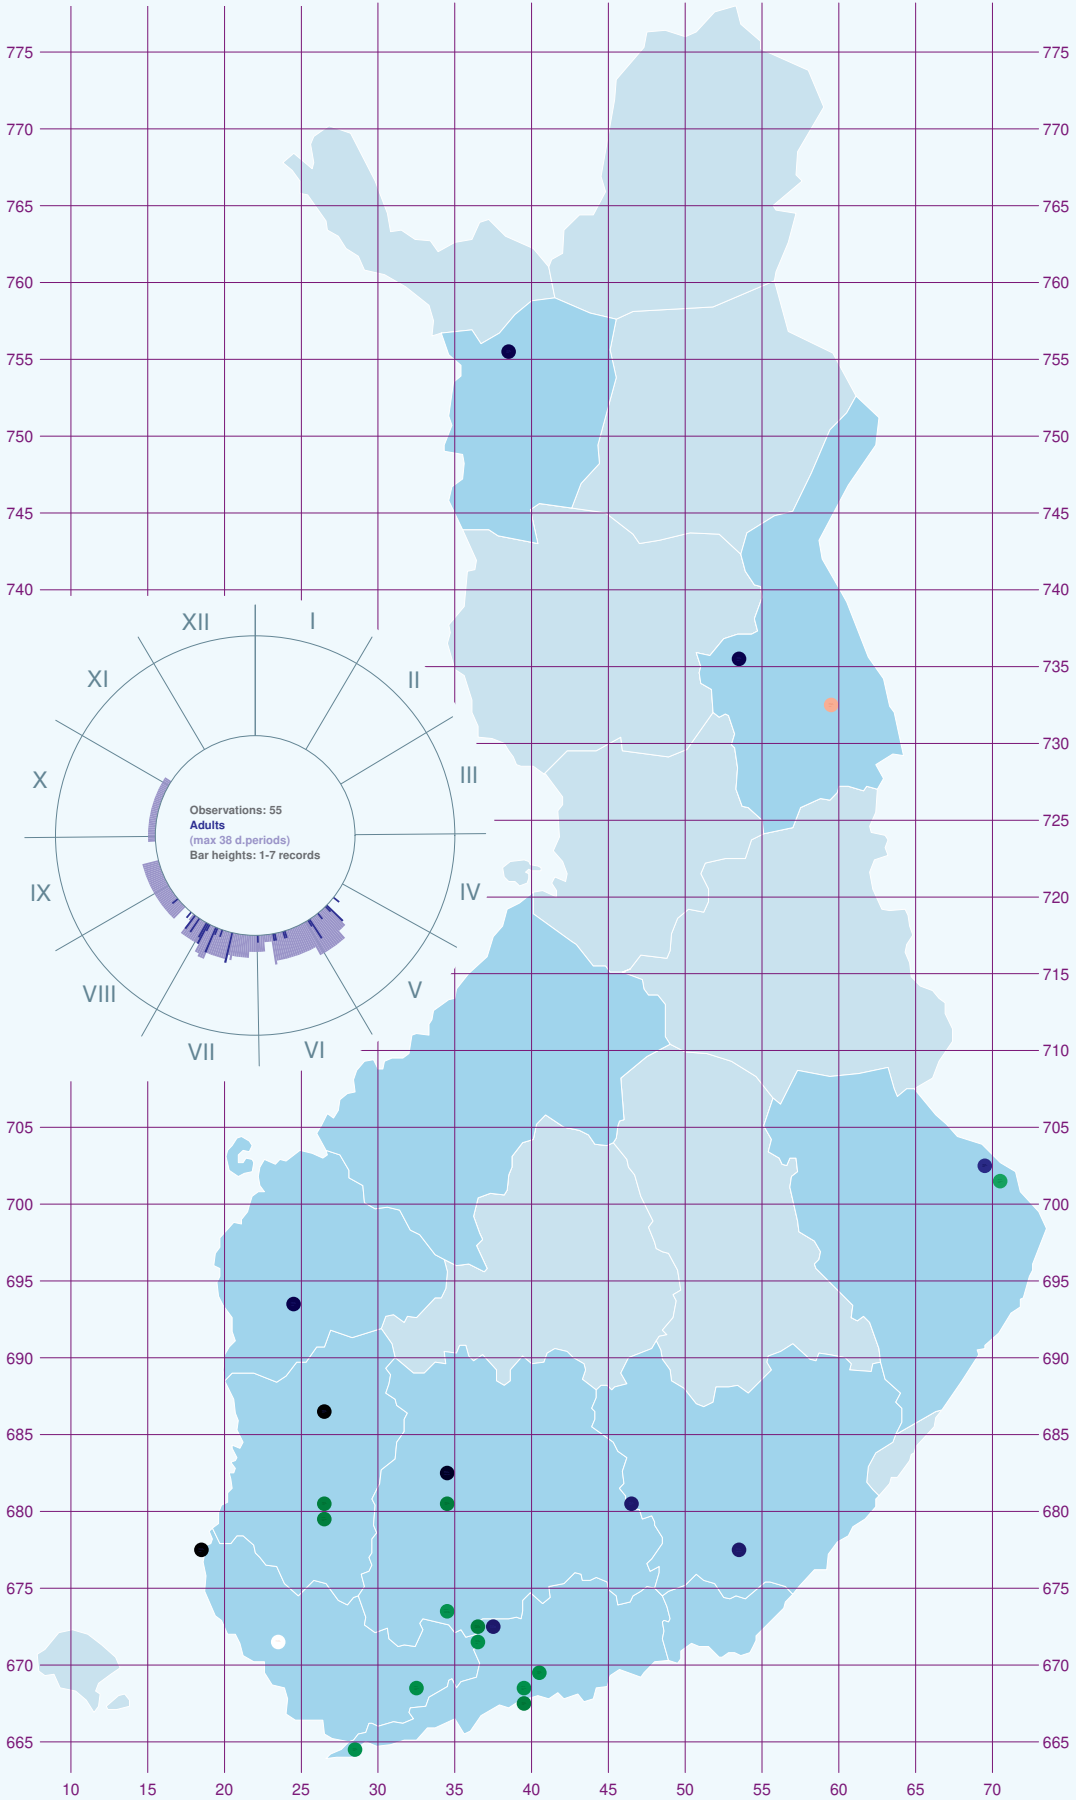 775 775
770 770
765 765
760 760
755 755
750 750
745 745
740 740
XII I
XI II
735
X III
730
Observations: 55
Adults
(max 38 d.periods)
Bar heights: 1-7 records
725
IX IV
720
VIII V
715
VII VI
710
705 705
700 700
695 695
690 690
685 685
680 680
675 675
670 670
665 665
10 15 20 25 30 35 40 45 50 55 60 65 70